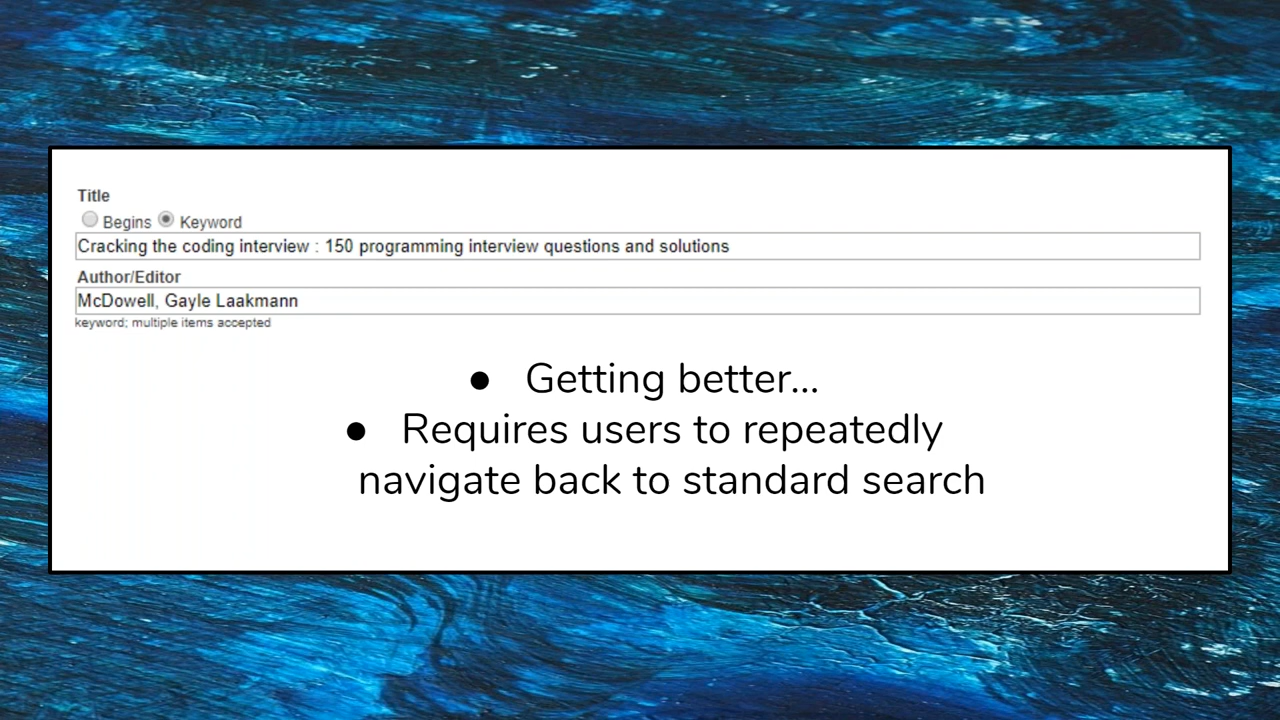 Title
Begins Keyword
Cracking the coding interview : 150 programming interview questions and solutions
Author/Editor
McDowell, Gayle Laakmann
keyword; multiple items accepted
● Getting better...
● Requires users to repeatedly
navigate back to standard search